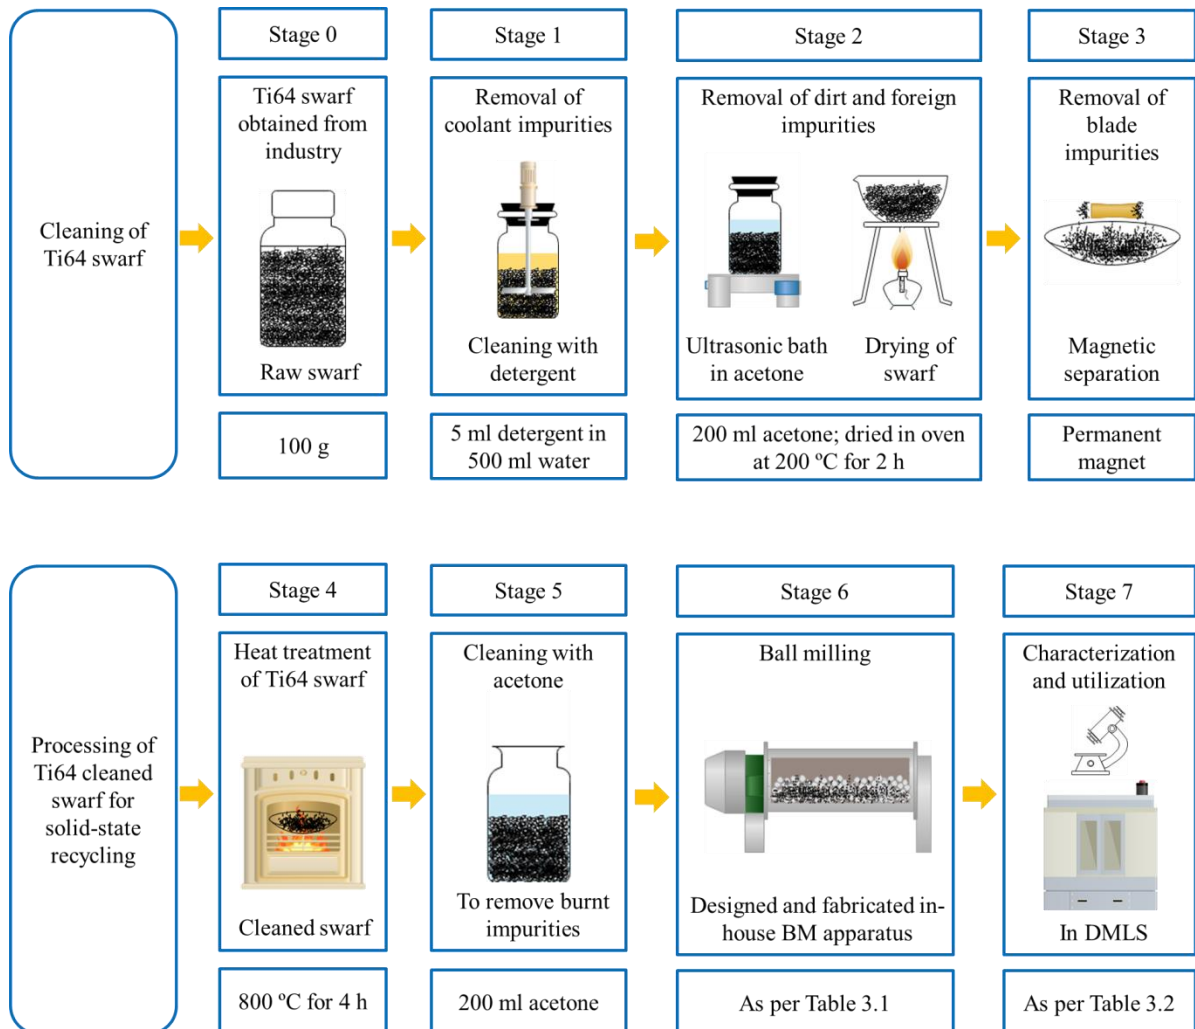 Cleaning of
Ti64 swarf
Stage 0
Ti64 swarf
obtained from
industry
Raw swarf
100 g
Stage 1
Removal of
coolant impurities
Cleaning with
detergent
5 ml detergent in
500 ml water
Stage 2
Removal of dirt and foreign
impurities
Ultrasonic bath
in acetone
Drying of
swarf
200 ml acetone; dried in oven
at 200 ºC for 2 h
Stage 3
Removal of
blade
impurities
Magnetic
separation
Permanent
magnet
Processing of
Ti64 cleaned
swarf for
solid-state
recycling
Stage 4
Heat treatment
of Ti64 swarf
Cleaned swarf
800 ºC for 4 h
Stage 5
Cleaning with
acetone
To remove burnt
impurities
200 ml acetone
Stage 6
Ball milling
Designed and fabricated in-
house BM apparatus
As per Table 3.1
Stage 7
Characterization
and utilization
In DMLS
As per Table 3.2